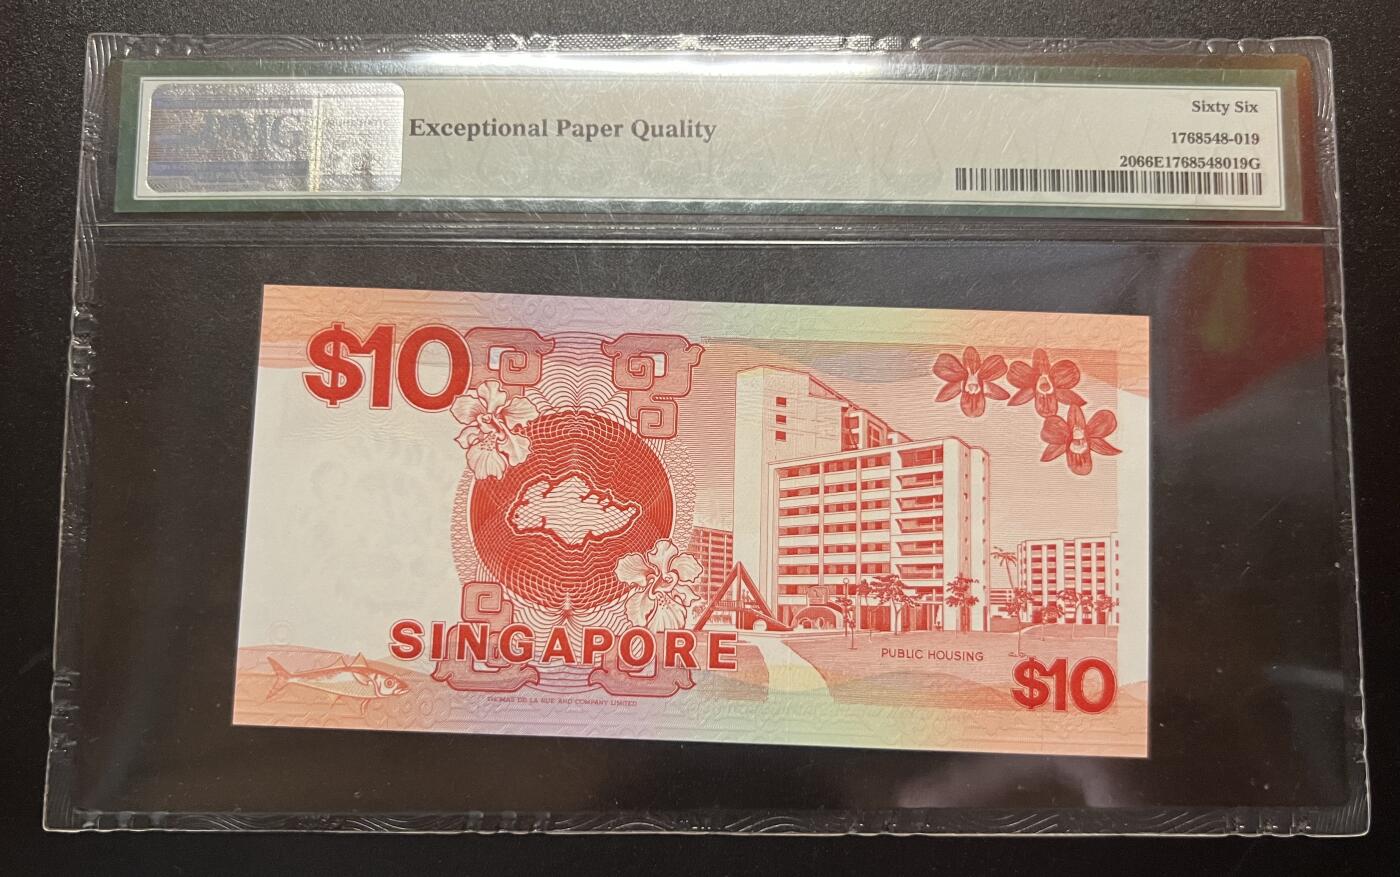 PMG
Exceptional Paper Quality
Sixty Six
1768548-019
2066E1768548019G
$10
SINGAPORE
THOMAS DE LA RUE AND COMPANY LIMITED
PUBLIC HOUSING
$10